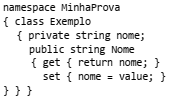 namespace MinhaProva
{ class Exemplo
{ private string nome;
public string Nome
{ get { return nome; }
set { nome = value; }
} } }